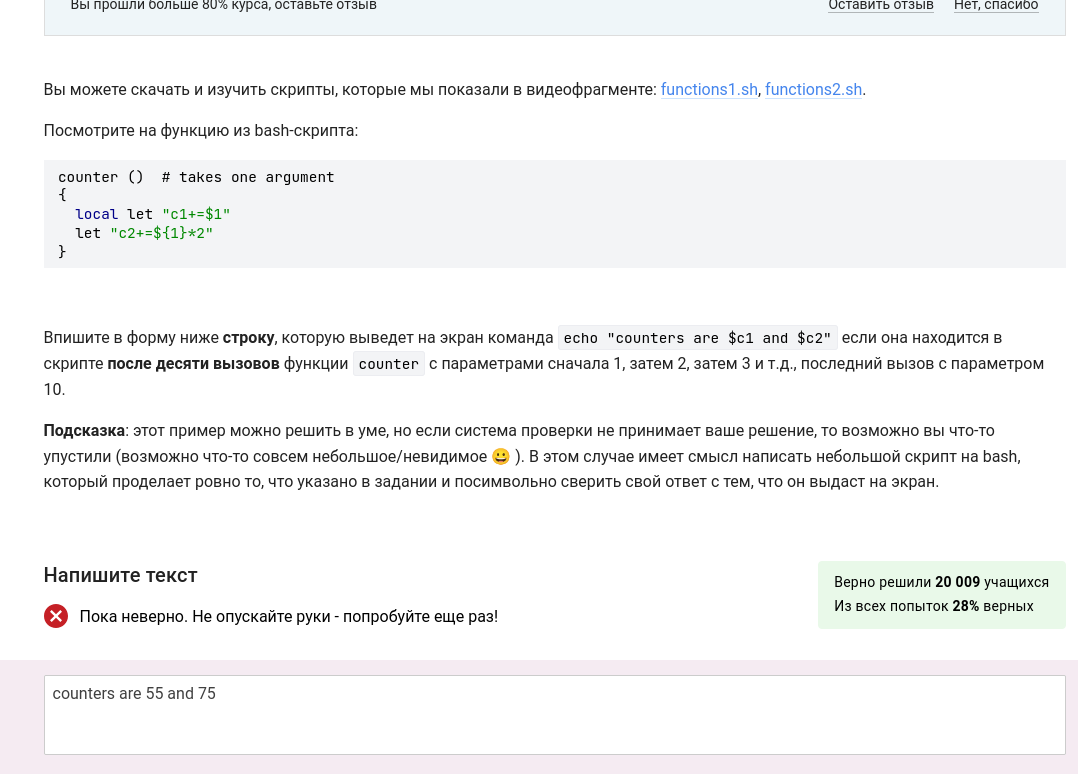 Вы прошли больше 80% курса, оставьте отзыв
Оставить отзыв Нет, спасибо
Вы можете скачать и изучить скрипты, которые мы показали в видеофрагменте: functions1.sh, functions2.sh.
Посмотрите на функцию из bash-скрипта:
counter ()  # takes one argument
{
  local let "c1+=$1"
  let "c2+=${1}*2"
}
Впишите в форму ниже строку, которую выведет на экран команда echo "counters are $c1 and $c2" если она находится в
скрипте после десяти вызовов функции counter с параметрами сначала 1, затем 2, затем 3 и т.д., последний вызов с параметром
10.
Подсказка: этот пример можно решить в уме, но если система проверки не принимает ваше решение, то возможно вы что-то
упустили (возможно что-то совсем небольшое/невидимое 😀 ). В этом случае имеет смысл написать небольшой скрипт на bash,
который проделает ровно то, что указано в задании и посимвольно сверить свой ответ с тем, что он выдаст на экран.
Напишите текст
Верно решили 20 009 учащихся
Из всех попыток 28% верных
Пока неверно. Не опускайте руки - попробуйте еще раз!
counters are 55 and 75